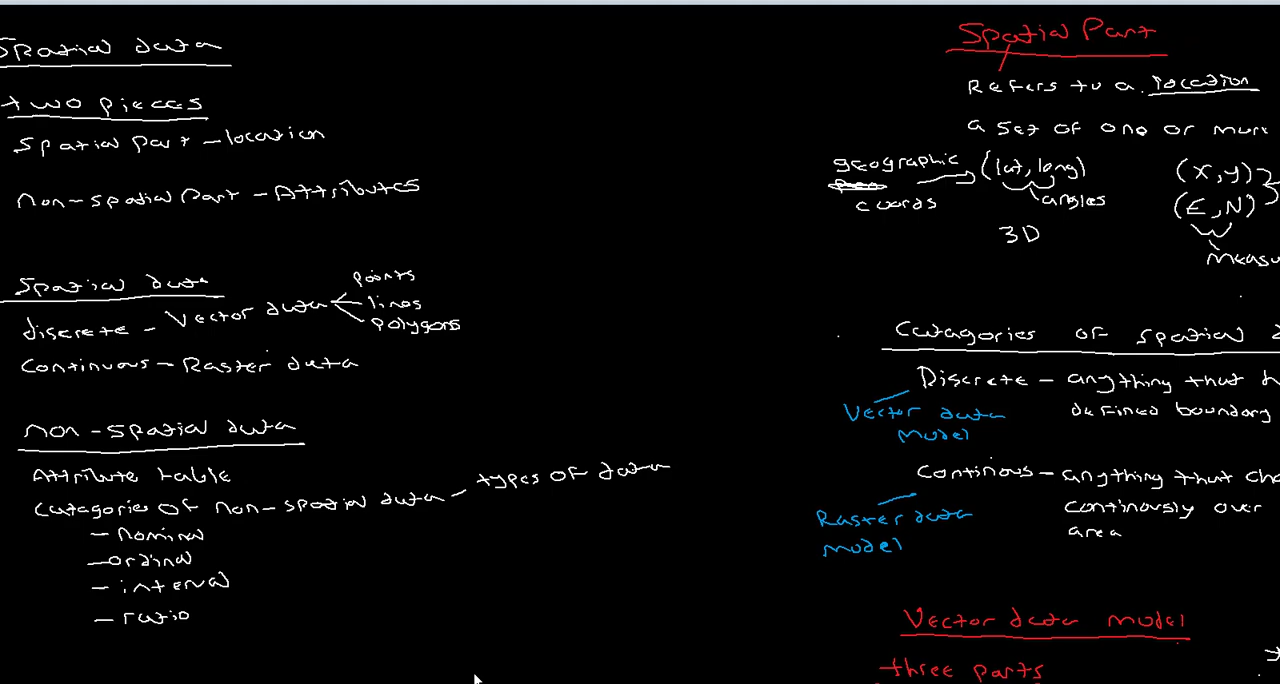 Spatial data
two pieces
Spatial Part - location
non-spatial Part - Attributes
Spatial data
discrete - Vector data
points
lines
polygons
Continuous - Raster data
non-spatial data
Attribute table
Catagories of non-spatial data - types of data
- nominal
- ordinal
- interval
- ratio
Spatial Part
Refers to a location
a set of one or more
geographic (lat, long) (x, y)
coords angles (E, N)
3D
Catagories of spatial
Discrete - anything that
Vector data defined boundary
model
Continous - anything that
Raster data continously over
model area
Vector data model
three parts